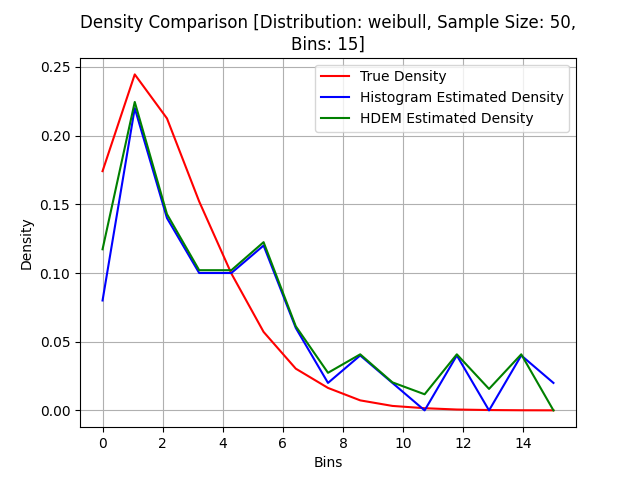 Density Comparison [Distribution: weibull, Sample Size: 50,
Bins: 15]
True Density
Histogram Estimated Density
HDEM Estimated Density
Density
0.25
0.20
0.15
0.10
0.05
0.00
0 2 4 6 8 10 12 14
Bins